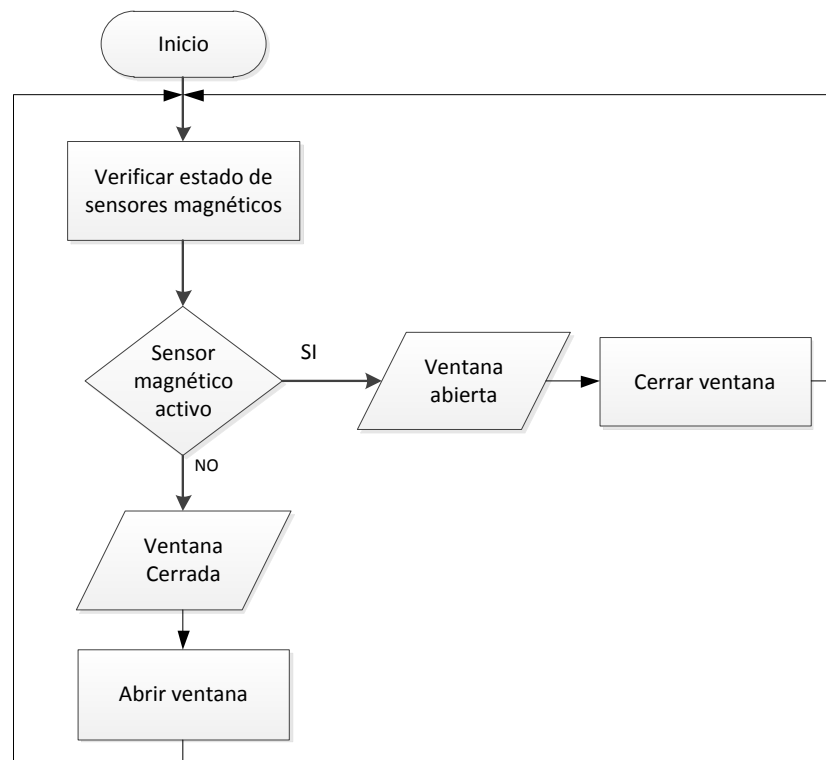 Inicio
Verificar estado de
sensores magnéticos
Sensor
magnético
activo
SI
Ventana
abierta
Cerrar ventana
NO
Ventana
Cerrada
Abrir ventana